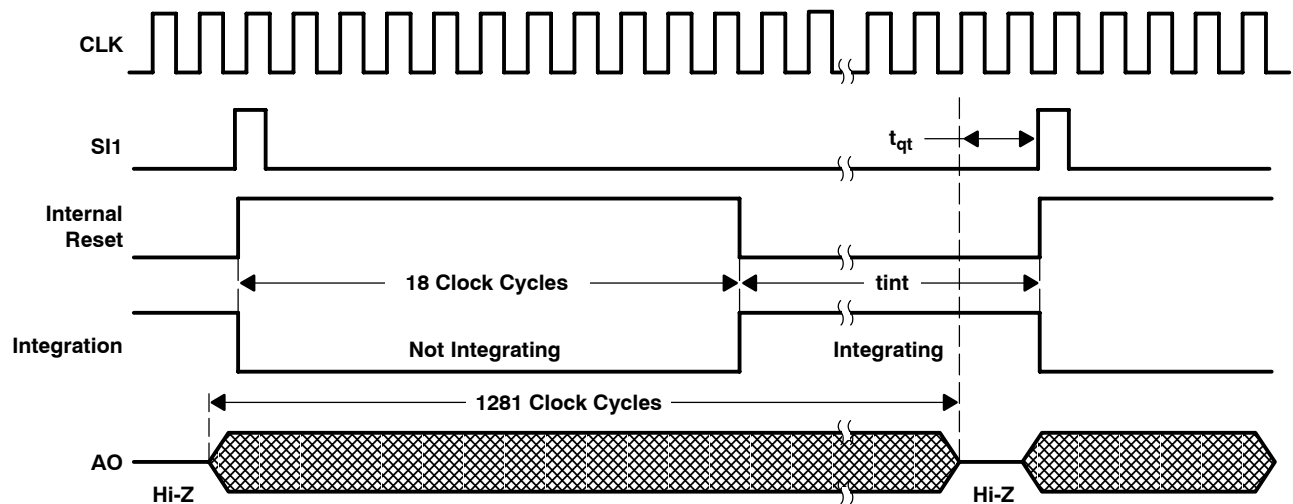 CLK
SI1
t_qt
Internal
Reset
18 Clock Cycles
tint
Integration
Not Integrating
Integrating
1281 Clock Cycles
AO
Hi-Z
Hi-Z